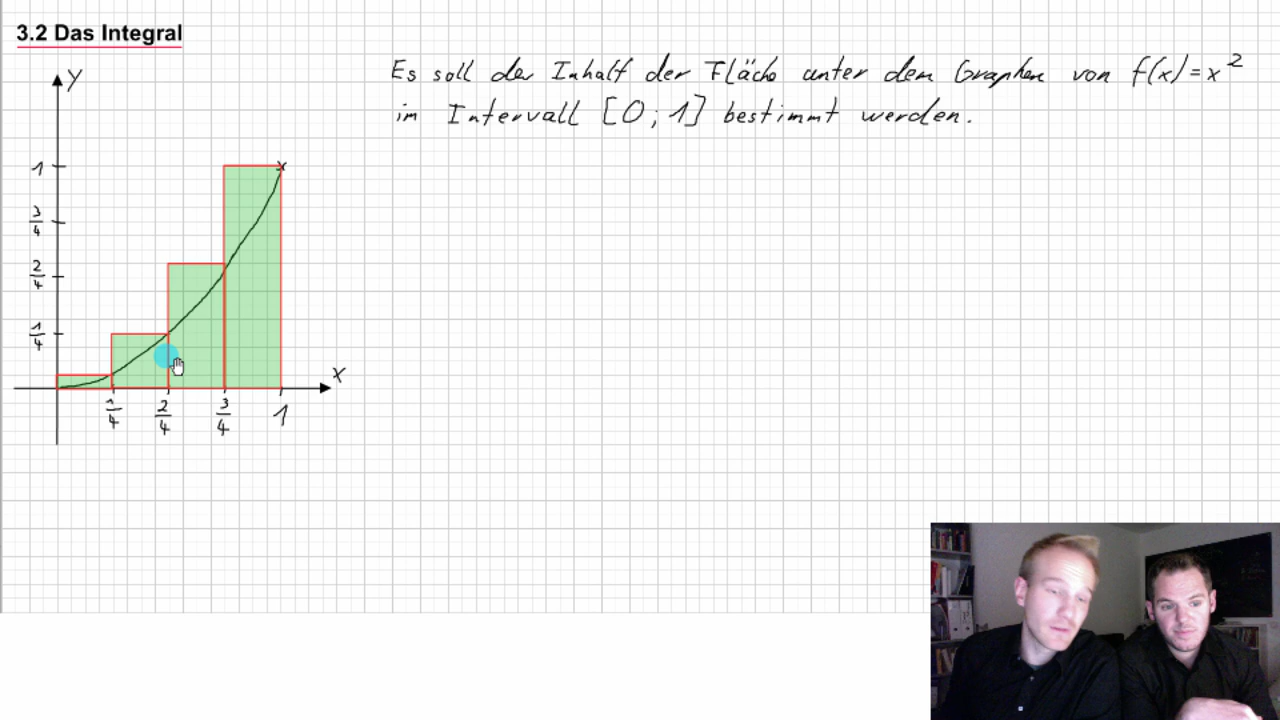 3.2 Das Integral
Es soll der Inhalt der Fläche unter dem Graphen von f(x)=x²
im Intervall [0;1] bestimmt werden.
y
1
3/4
2/4
1/4
x
1/4 2/4 3/4 1